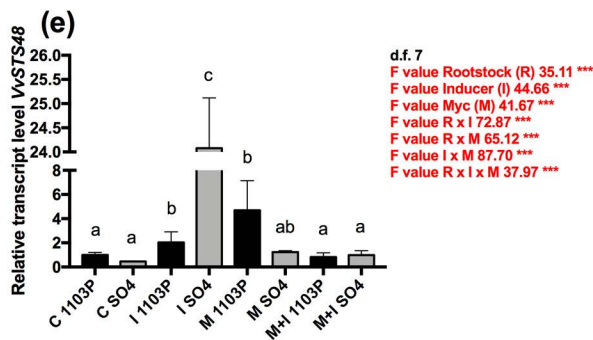 (e)
Relative transcript level VvSTS48
26.0
25.5
25.0
24.5
24.0
8
6
4
2
0
a
a
b
c
b
ab
a
a
C 1103P
C SO4
I 1103P
I SO4
M 1103P
M SO4
M+I 1103P
M+I SO4
d.f. 7
F value Rootstock (R) 35.11 ***
F value Inducer (I) 44.66 ***
F value Myc (M) 41.67 ***
F value R x I 72.87 ***
F value R x M 65.12 ***
F value I x M 87.70 ***
F value R x I x M 37.97 ***